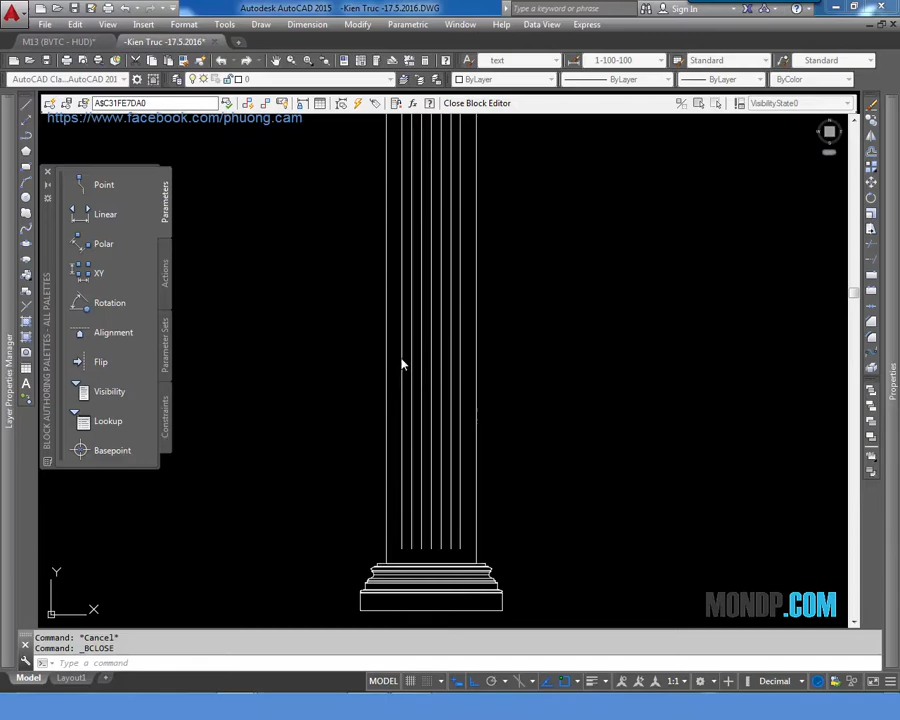 Autodesk AutoCAD 2015 -Kien Truc -17.5.2016.DWG
Type a keyword or phrase
Sign In
File Edit View Insert Format Tools Draw Dimension Modify Parametric Window Help Data View Express
M13 (BVTC - HUD)*
-Kien Truc -17.5.2016*
text
1-100-100
Standard
Standard
AutoCAD Cla...AutoCAD 201
0
ByLayer
ByLayer
ByLayer
ByColor
A$C31FE7DA0
Close Block Editor
VisibilityState0
https://www.facebook.com/phuong.cam
Point
Linear
Polar
XY
Rotation
Alignment
Flip
Visibility
Lookup
Basepoint
Parameters
Actions
Parameter Sets
Constraints
BLOCK AUTHORING PALETTES - ALL PALETTES
Layer Properties Manager
Properties
Y
X
MONDP.COM
Command: *Cancel*
Command: _BCLOSE
Type a command
Model Layout1 +
MODEL
1:1
Decimal